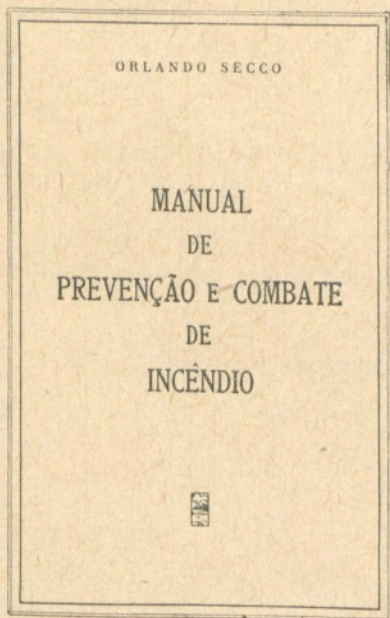 ORLANDO SECCO
MANUAL
DE
PREVENÇÃO E COMBATE
DE
INCÊNDIO